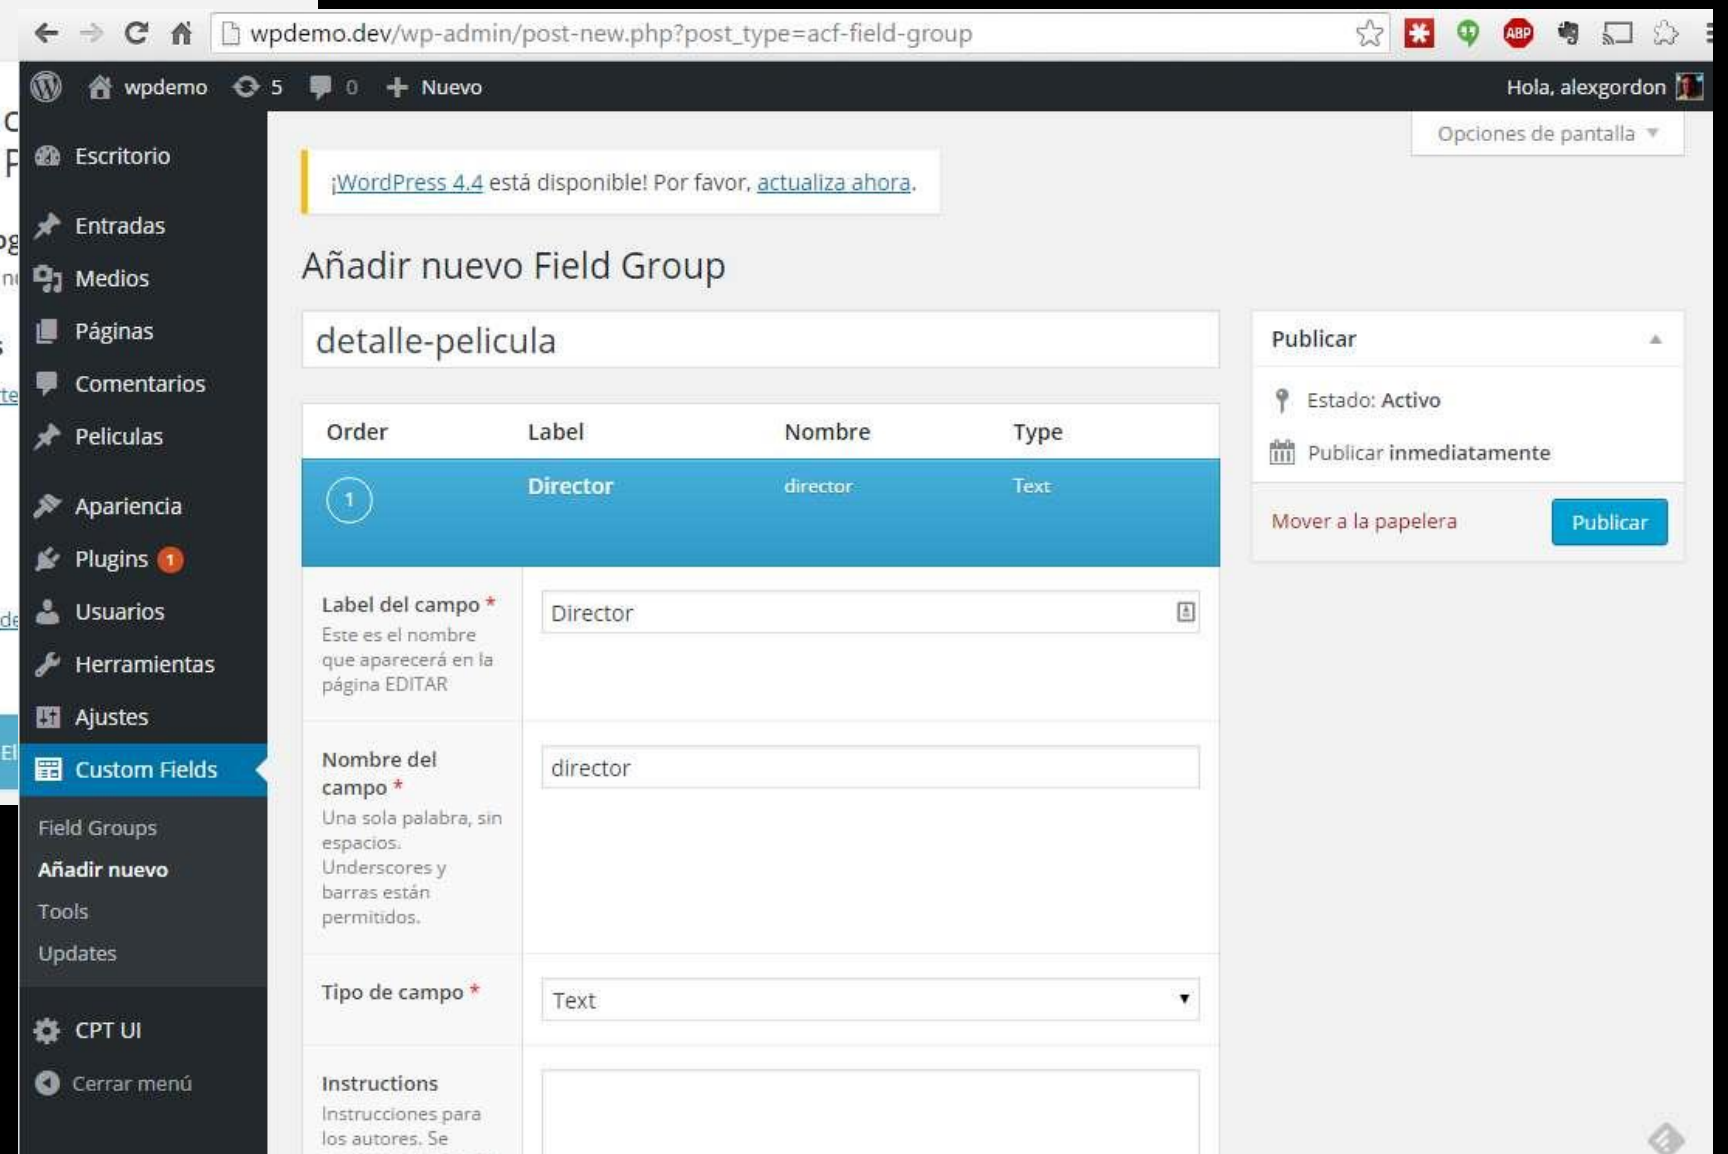 wpdemo.dev/wp-admin/post-new.php?post_type=acf-field-group
ABP
wpdemo 5 0 + Nuevo
Hola, alexgordon
Opciones de pantalla
Escritorio
Entradas
Medios
Páginas
Comentarios
Peliculas
Apariencia
Plugins 1
Usuarios
Herramientas
Ajustes
Custom Fields
Field Groups
Añadir nuevo
Tools
Updates
CPT UI
Cerrar menú
¡WordPress 4.4 está disponible! Por favor, actualiza ahora.
Añadir nuevo Field Group
detalle-pelicula
Order Label Nombre Type
1 Director director Text
Label del campo *
Este es el nombre
que aparecerá en la
página EDITAR
Director
Nombre del
campo *
Una sola palabra, sin
espacios.
Underscores y
barras están
permitidos.
director
Tipo de campo *
Text
Instructions
Instrucciones para
los autores. Se
Publicar
Estado: Activo
Publicar inmediatamente
Mover a la papelera
Publicar